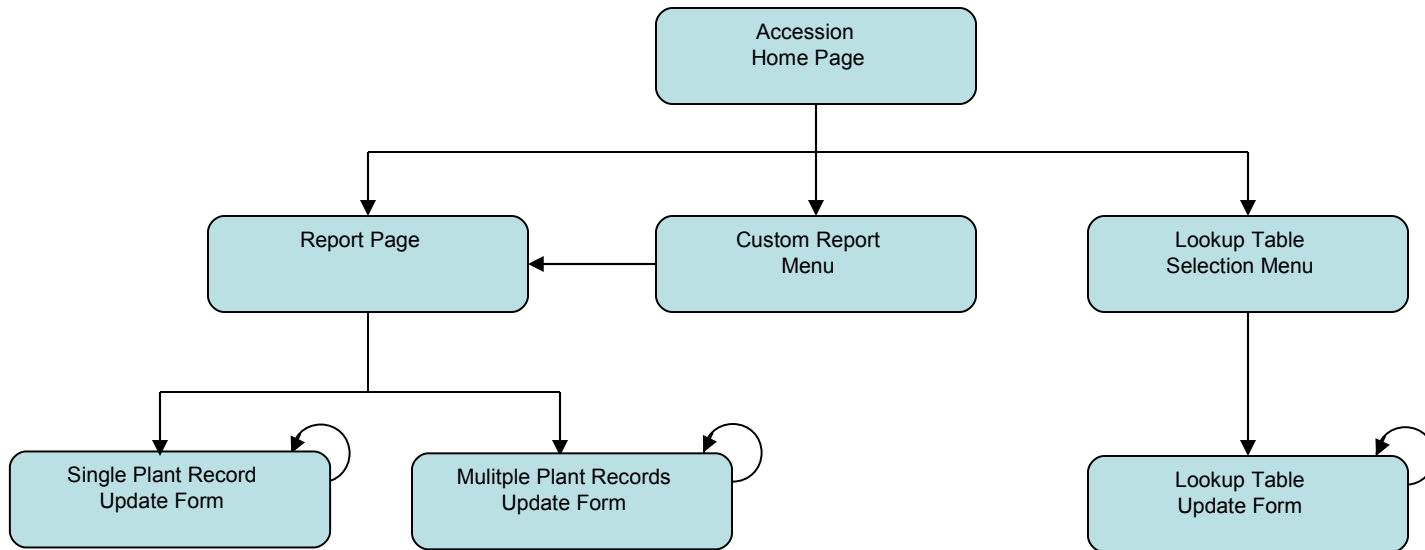 Accession
Home Page
Report Page
Custom Report
Menu
Lookup Table
Selection Menu
Single Plant Record
Update Form
Mulitple Plant Records
Update Form
Lookup Table
Update Form